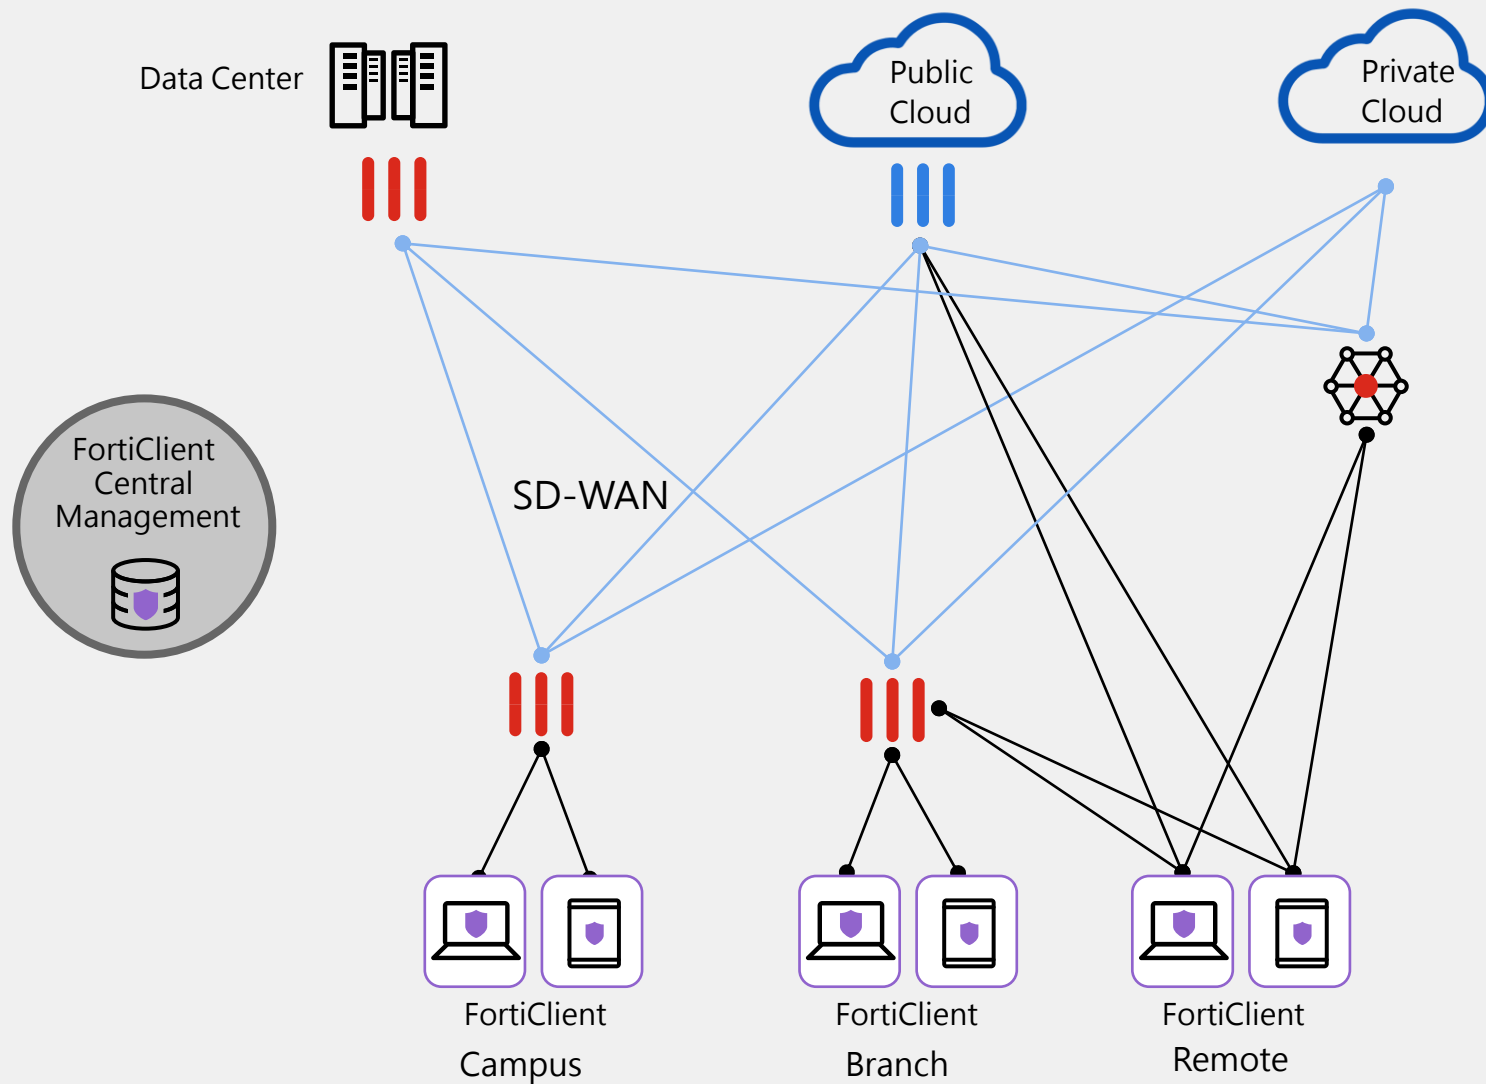 Data Center
Public
Cloud
Private
Cloud
FortiClient
Central
Management
SD-WAN
FortiClient
Campus
FortiClient
Branch
FortiClient
Remote